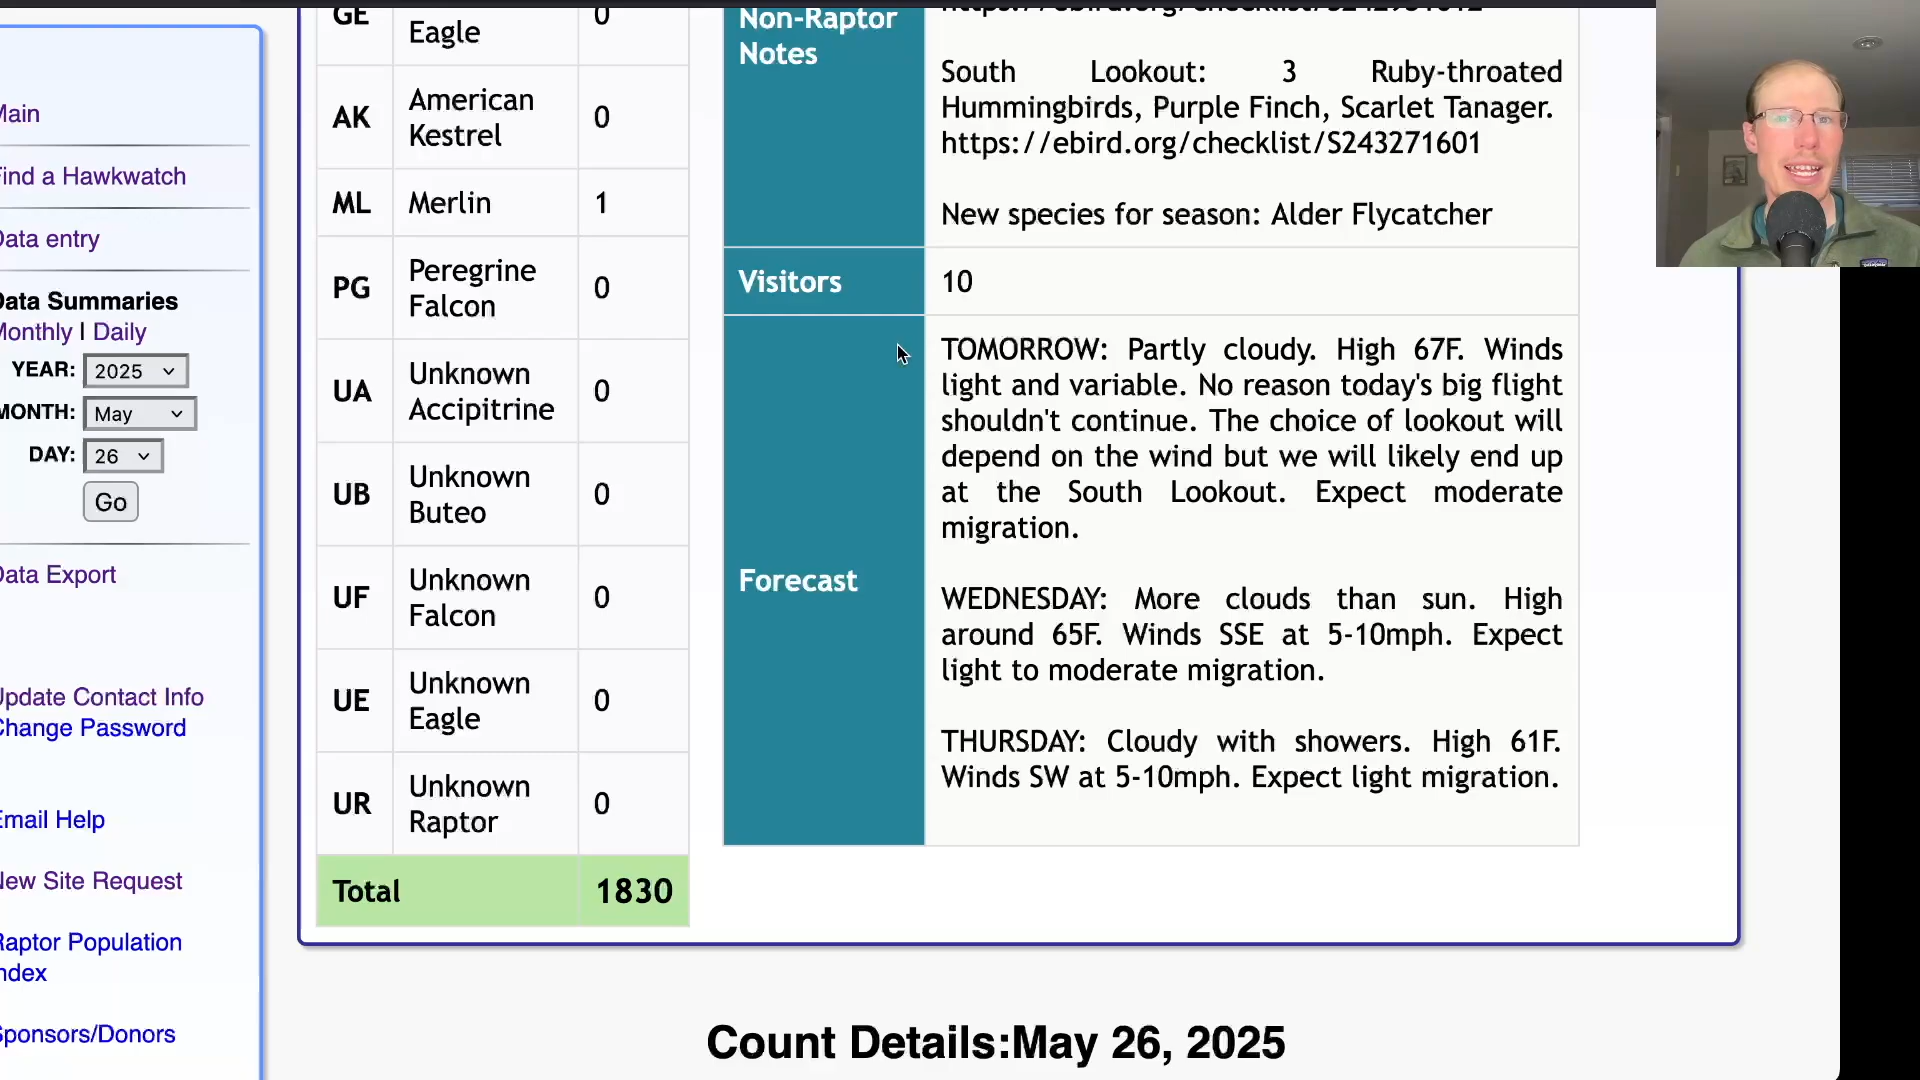 Main
Find a Hawkwatch
Data entry
Data Summaries
Monthly | Daily
YEAR: 2025
MONTH: May
DAY: 26
Go
Data Export
Update Contact Info
Change Password
Email Help
New Site Request
Raptor Population
Index
Sponsors/Donors
GE Eagle 0
AK American
Kestrel 0
ML Merlin 1
PG Peregrine
Falcon 0
UA Unknown
Accipitrine 0
UB Unknown
Buteo 0
UF Unknown
Falcon 0
UE Unknown
Eagle 0
UR Unknown
Raptor 0
Total 1830
Non-Raptor
Notes
South Lookout: 3 Ruby-throated
Hummingbirds, Purple Finch, Scarlet Tanager.
https://ebird.org/checklist/S243271601
New species for season: Alder Flycatcher
Visitors 10
Forecast
TOMORROW: Partly cloudy. High 67F. Winds
light and variable. No reason today's big flight
shouldn't continue. The choice of lookout will
depend on the wind but we will likely end up
at the South Lookout. Expect moderate
migration.
WEDNESDAY: More clouds than sun. High
around 65F. Winds SSE at 5-10mph. Expect
light to moderate migration.
THURSDAY: Cloudy with showers. High 61F.
Winds SW at 5-10mph. Expect light migration.
Count Details:May 26, 2025